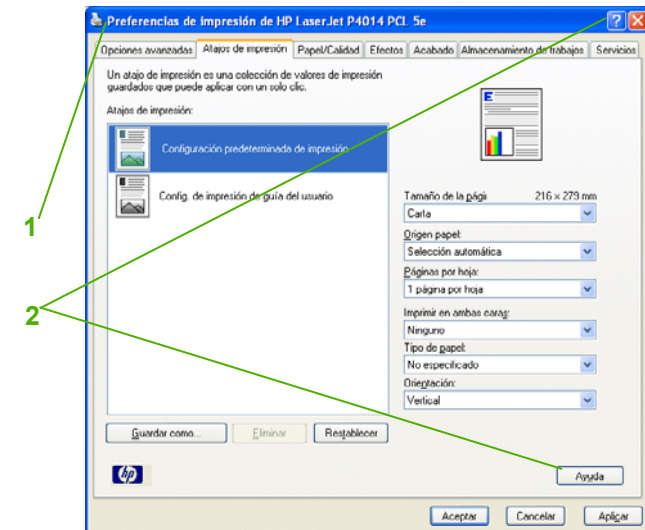 Preferencias de impresión de HP LaserJet P4014 PCL 5e
Opciones avanzadas Atajos de impresión Papel/Calidad Efectos Acabado Almacenamiento de trabajos Servicios
Un atajo de impresión es una colección de valores de impresión
guardados que puede aplicar con un solo
clic.
Atajos de impresión:
E
Configuración predeterminada de impresión
Config. de impresión de guía del usuario
Tamaño de la pági 216 × 279 mm
Carta
Origen papel:
Selección automática
Páginas por hoja:
1 página por hoja
Imprimir en ambas caras:
Ninguno
Tipo de papel:
No especificado
Orientación:
Vertical
1
2
Guardar como... Eliminar Restablecer
hp
Ayuda
Aceptar Cancelar Aplicar